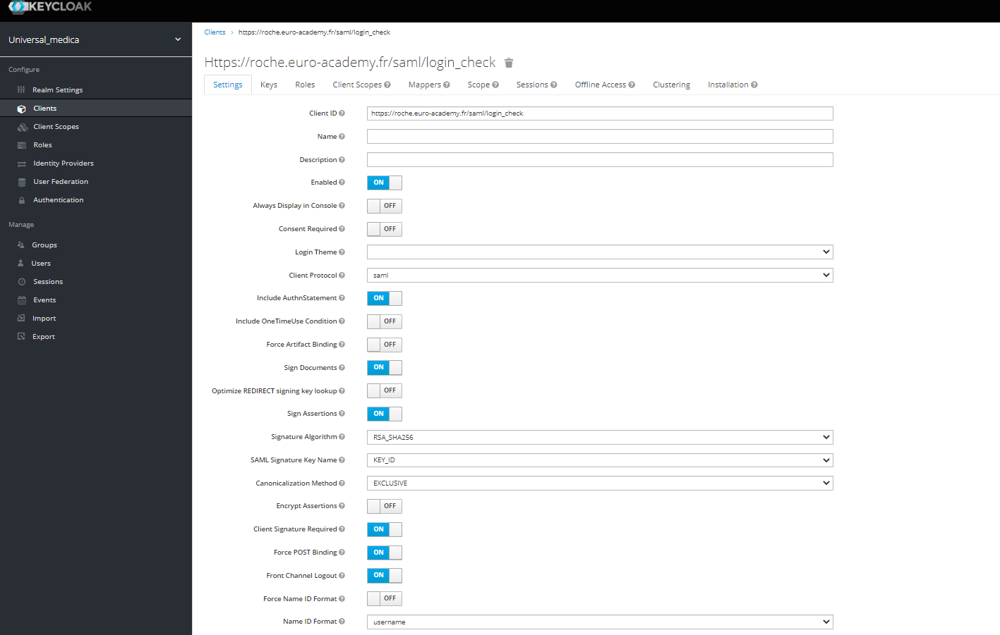 KEYCLOAK
Universal_medica
Configure
Realm Settings
Clients
Client Scopes
Roles
Identity Providers
User Federation
Authentication
Manage
Groups
Users
Sessions
Events
Import
Export
Clients › https://roche.euro-academy.fr/saml/login_check
Https://roche.euro-academy.fr/saml/login_check
Settings Keys Roles Client Scopes Mappers Scope Sessions Offline Access Clustering Installation
Client ID https://roche.euro-academy.fr/saml/login_check
Name
Description
Enabled ON
Always Display in Console OFF
Consent Required OFF
Login Theme
Client Protocol saml
Include AuthnStatement ON
Include OneTimeUse Condition OFF
Force Artifact Binding OFF
Sign Documents ON
Optimize REDIRECT signing key lookup OFF
Sign Assertions ON
Signature Algorithm RSA_SHA256
SAML Signature Key Name KEY_ID
Canonicalization Method EXCLUSIVE
Encrypt Assertions OFF
Client Signature Required ON
Force POST Binding ON
Front Channel Logout ON
Force Name ID Format OFF
Name ID Format username